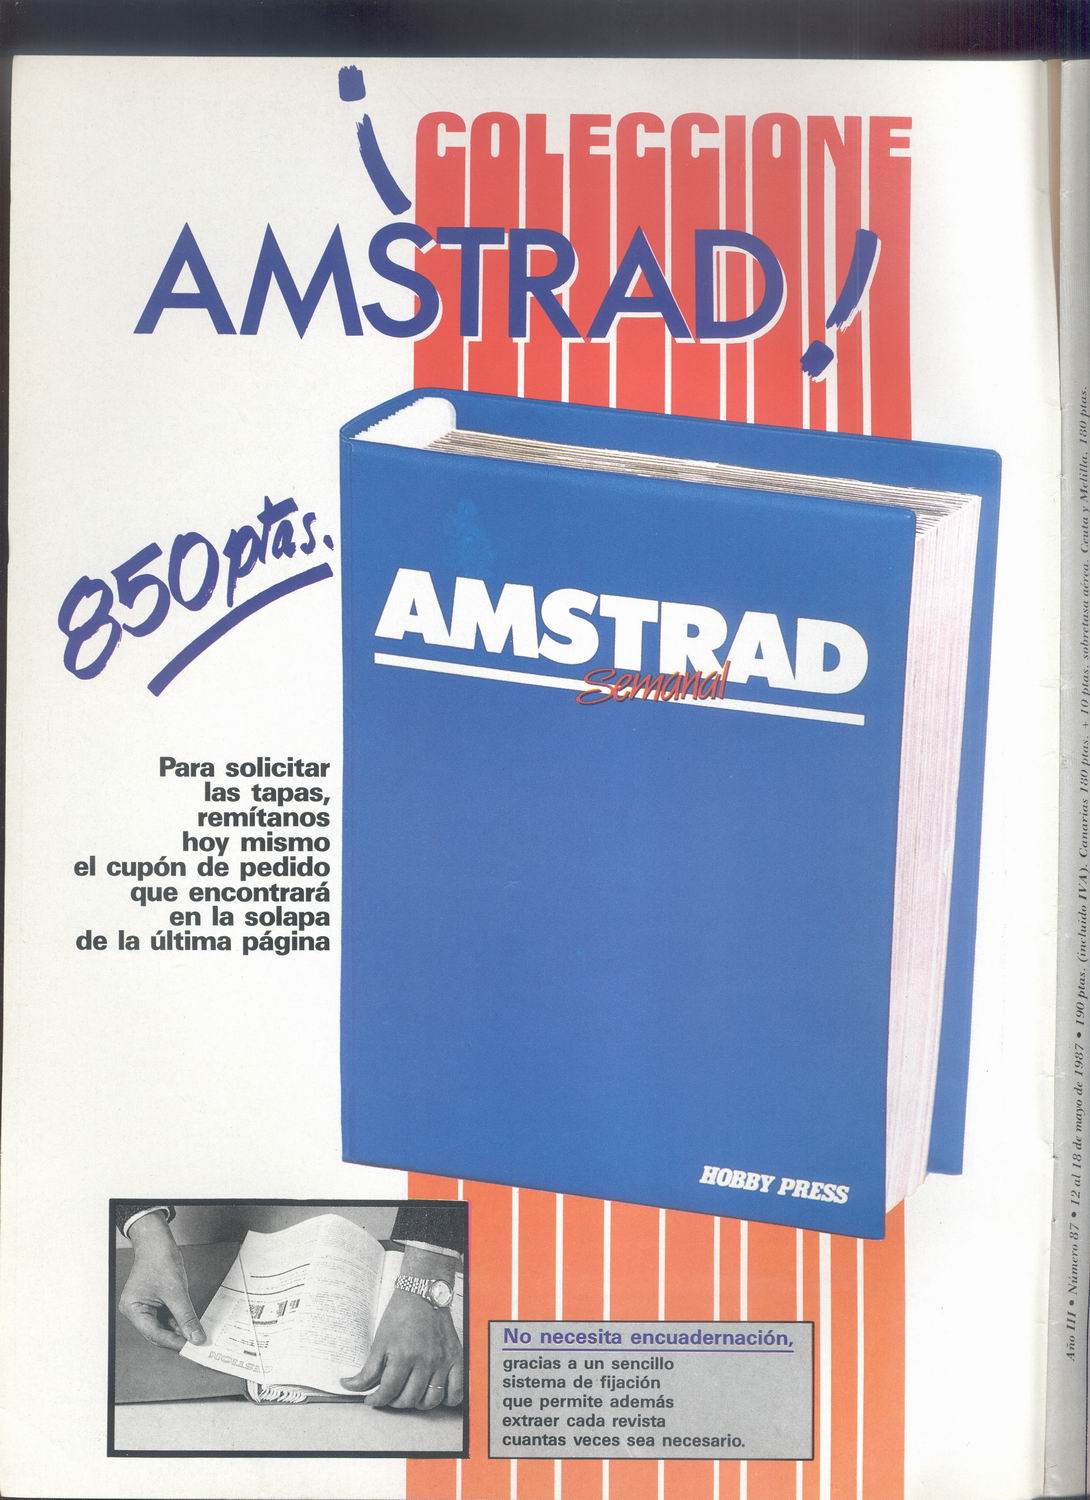 ¡COLECCIONE
AMSTRAD!
850 ptas.
AMSTRAD
Semanal
Para solicitar
las tapas,
remítanos
hoy mismo
el cupón de pedido
que encontrará
en la solapa
de la última página
HOBBY PRESS
No necesita encuadernación,
gracias a un sencillo
sistema de fijación
que permite además
extraer cada revista
cuantas veces sea necesario.
Año III • Número 87 • 12 al 18 de mayo de 1987 • 190 ptas. (incluido IVA). Canarias 180 ptas. + 10 ptas. sobretasa aérea. Ceuta y Melilla, 180 ptas.